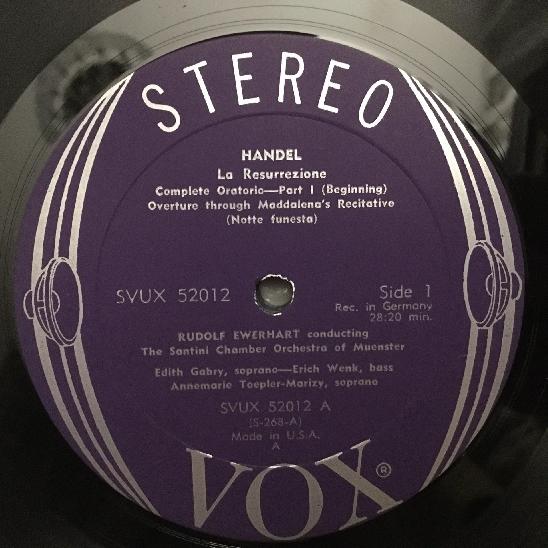 STEREO
HANDEL
La Resurrezione
Complete Oratorio—Part I (Beginning)
Overture through Maddalena's Recitative
(Notte funesta)
SVUX 52012
Side 1
Rec. in Germany
28:20 min.
RUDOLF EWERHART conducting
The Santini Chamber Orchestra of Muenster
Edith Gabry, soprano—Erich Wenk, bass
Annemarie Toepler-Marizy, soprano
SVUX 52012 A
(S-268-A)
Made in U.S.A.
A
VOX®